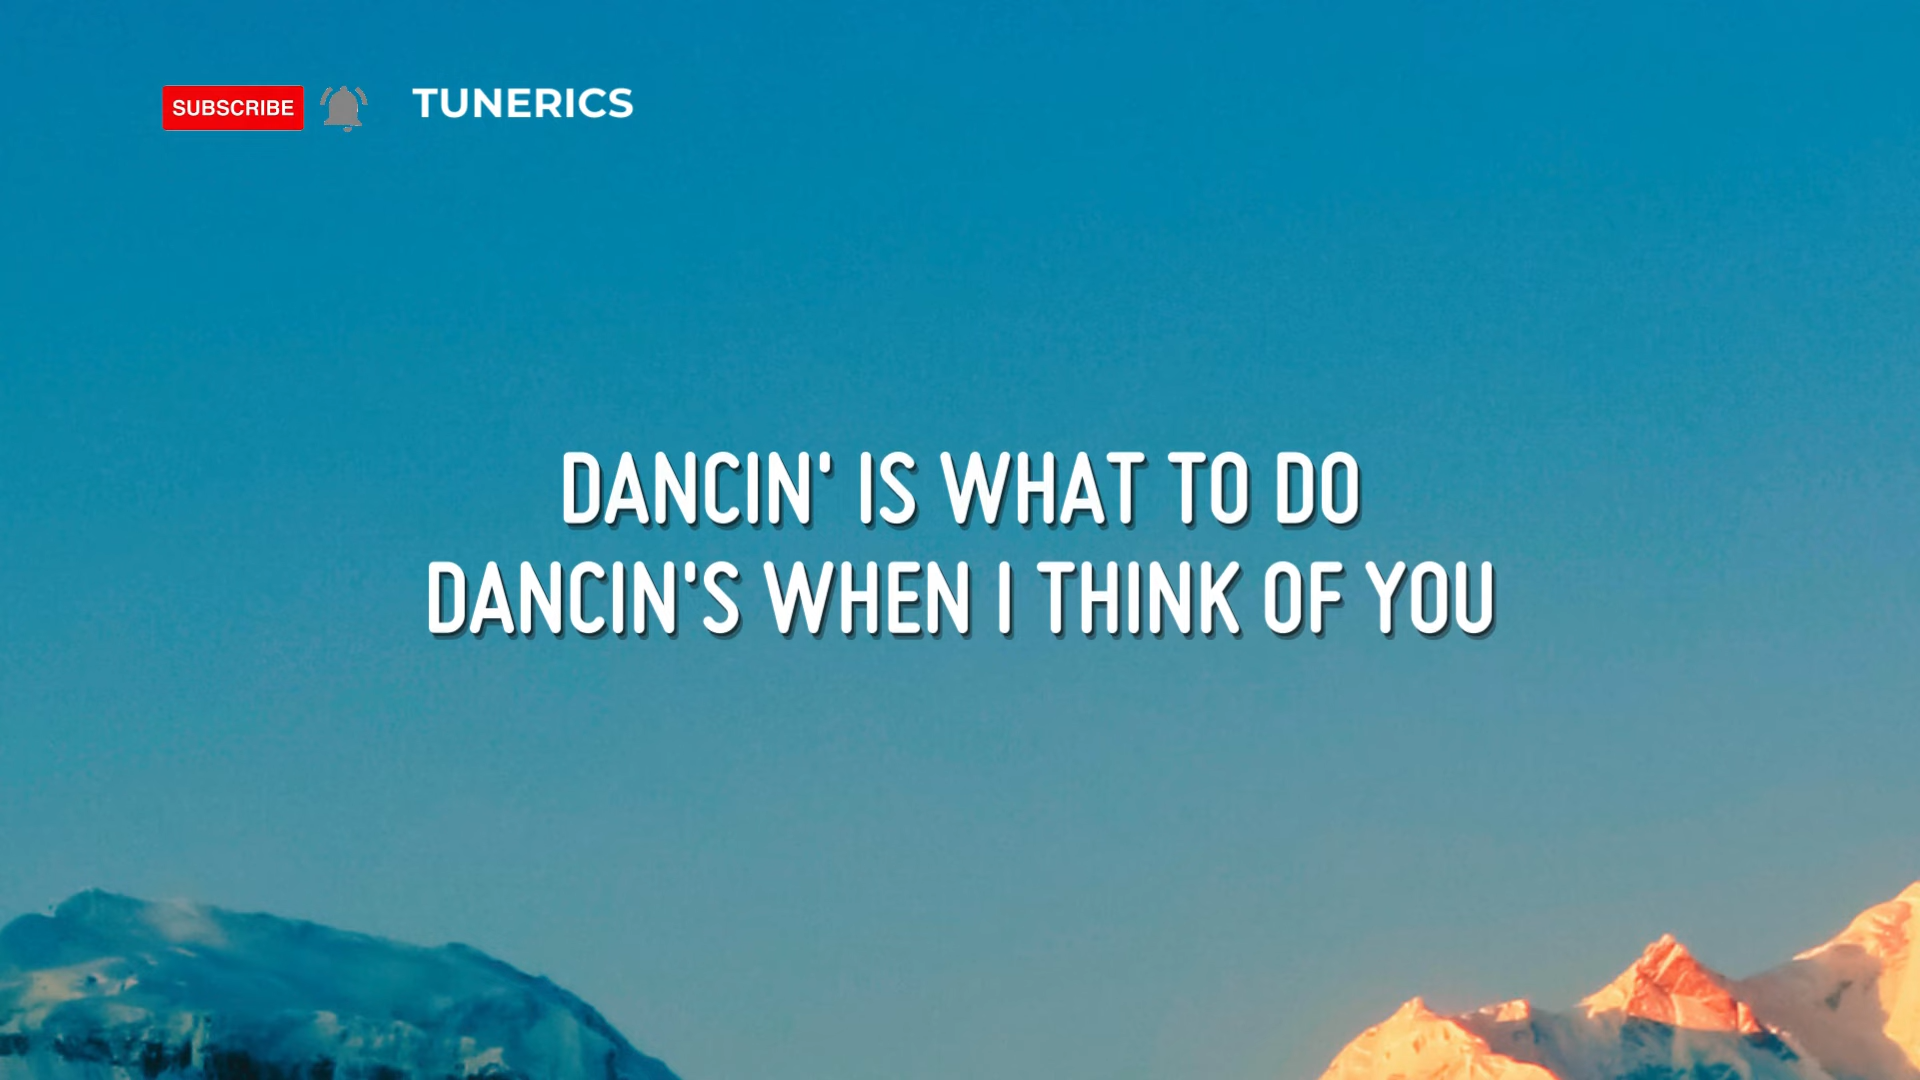 SUBSCRIBE
TUNERICS
DANCIN' IS WHAT TO DO
DANCIN'S WHEN I THINK OF YOU